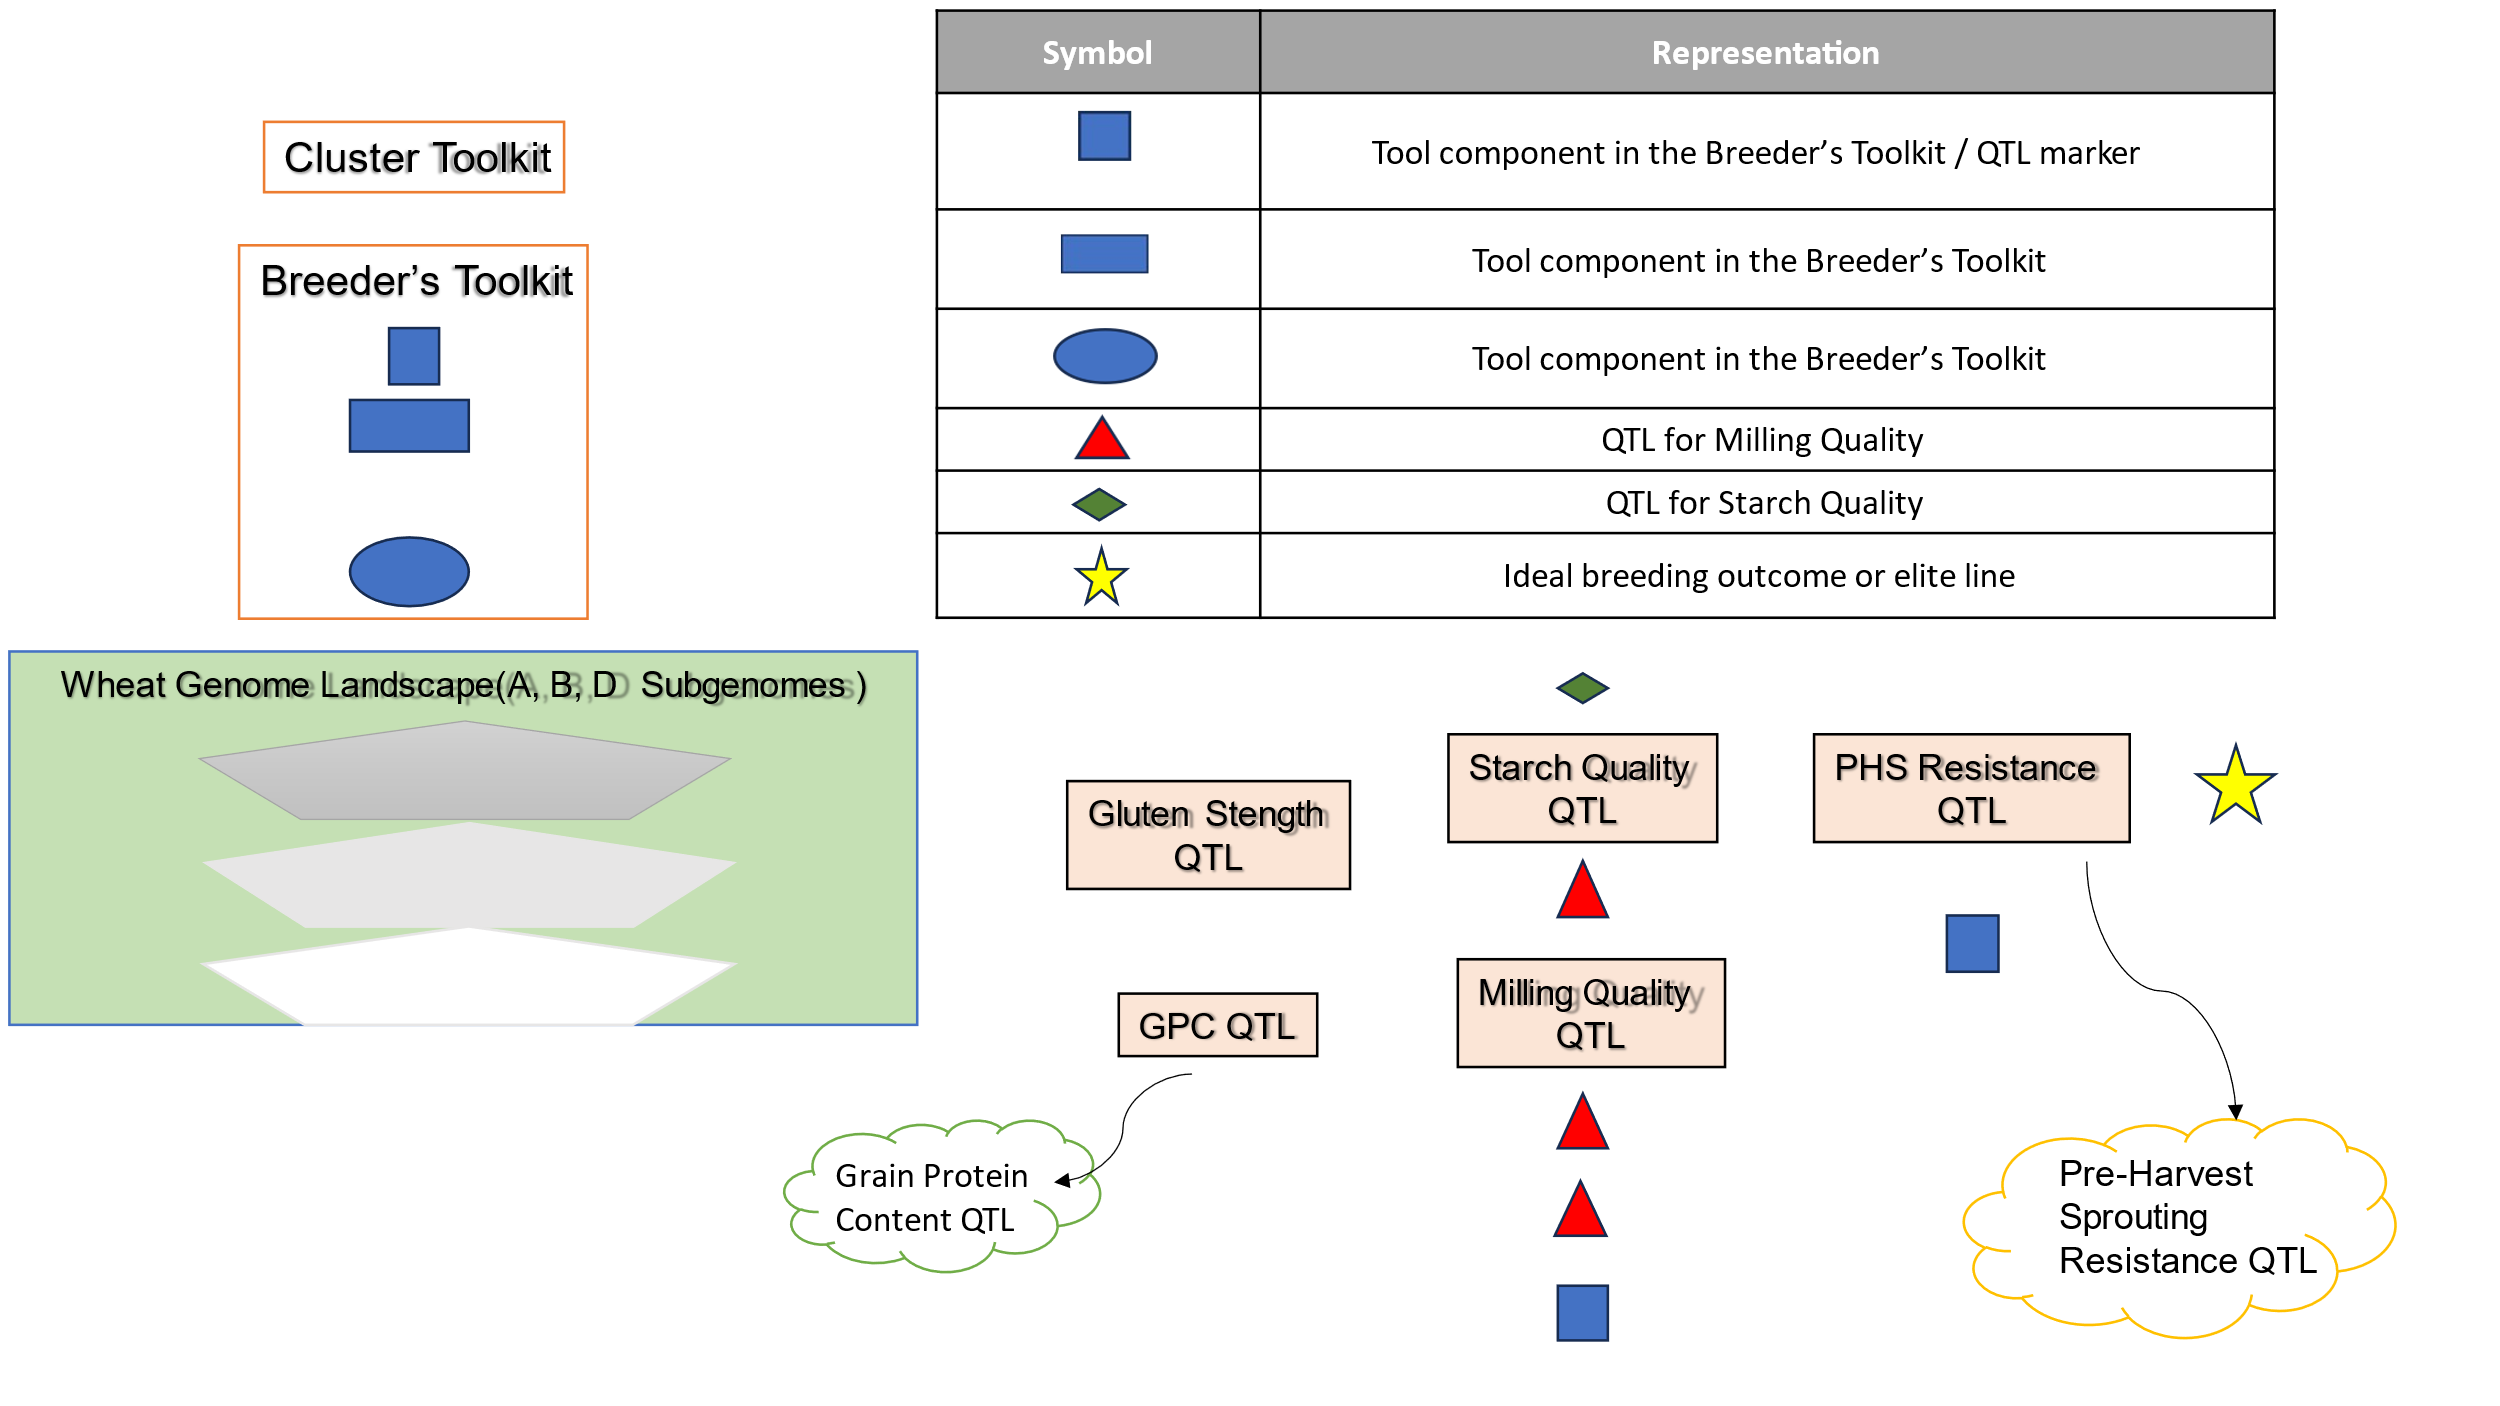 Cluster Toolkit
Breeder’s Toolkit
Symbol Representation
Tool component in the Breeder’s Toolkit / QTL marker
Tool component in the Breeder’s Toolkit
Tool component in the Breeder’s Toolkit
QTL for Milling Quality
QTL for Starch Quality
Ideal breeding outcome or elite line
Wheat Genome Landscape(A, B, D Subgenomes )
Gluten Stength
QTL
Starch Quality
QTL
PHS Resistance
QTL
GPC QTL
Milling Quality
QTL
Grain Protein
Content QTL
Pre-Harvest
Sprouting
Resistance QTL